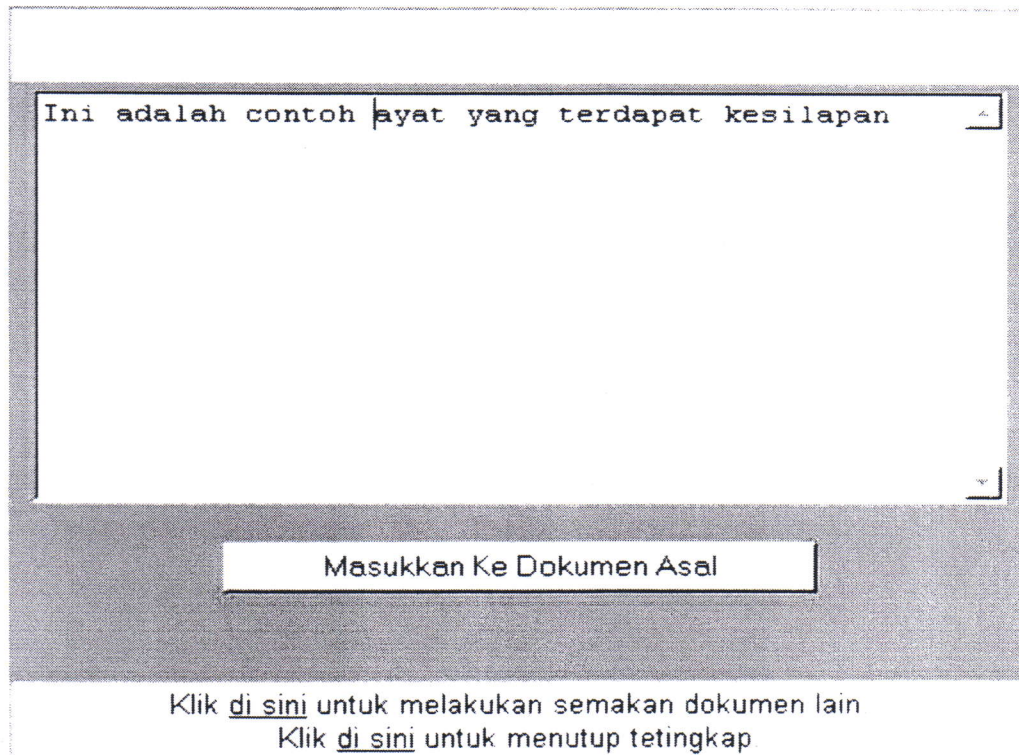 Ini adalah contoh ayat yang terdapat kesilapan
Masukkan Ke Dokumen Asal
Klik di sini untuk melakukan semakan dokumen lain
Klik di sini untuk menutup tetingkap